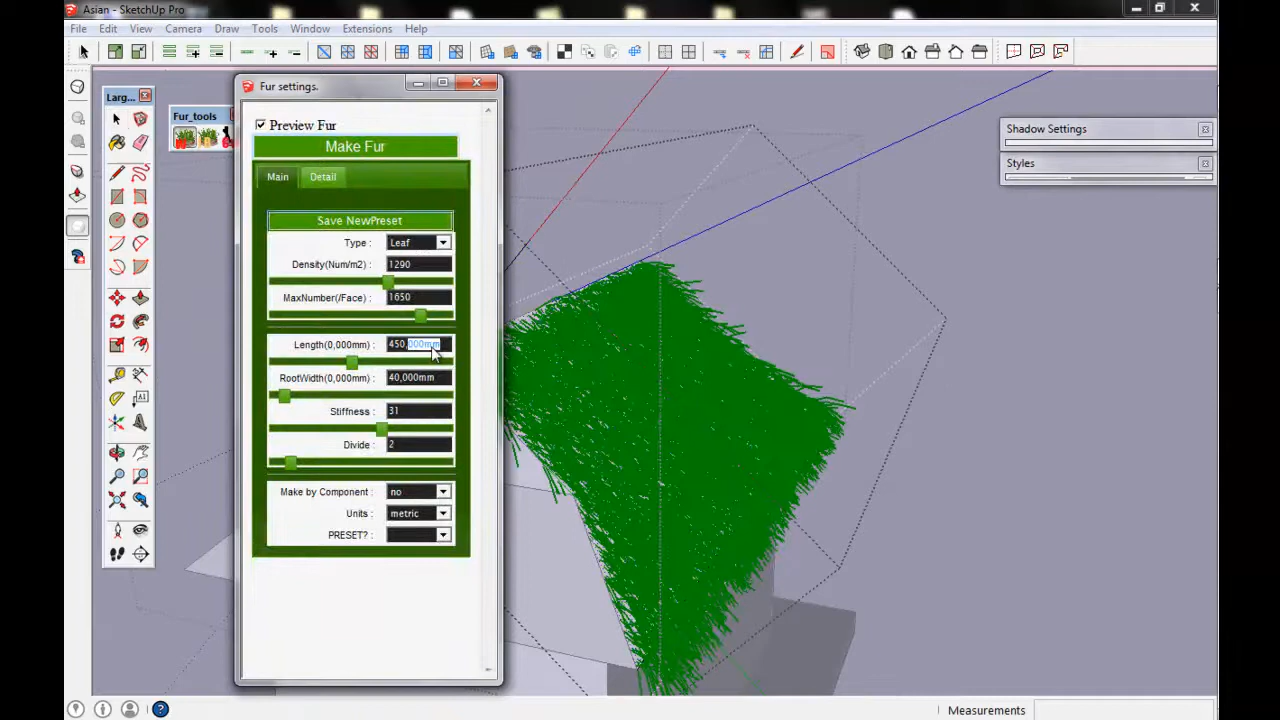 Asian - SketchUp Pro
File Edit View Camera Draw Tools Window Extensions Help
Larg...
Fur_tools
Fur settings.
Preview Fur
Make Fur
Main Detail
Save NewPreset
Type : Leaf
Density(Num/m2) : 1290
MaxNumber(/Face) : 1650
Length(0,000mm) : 450,000mm
RootWidth(0,000mm) : 40,000mm
Stiffness : 31
Divide : 2
Make by Component : no
Units : metric
PRESET? :
Shadow Settings
Styles
Measurements